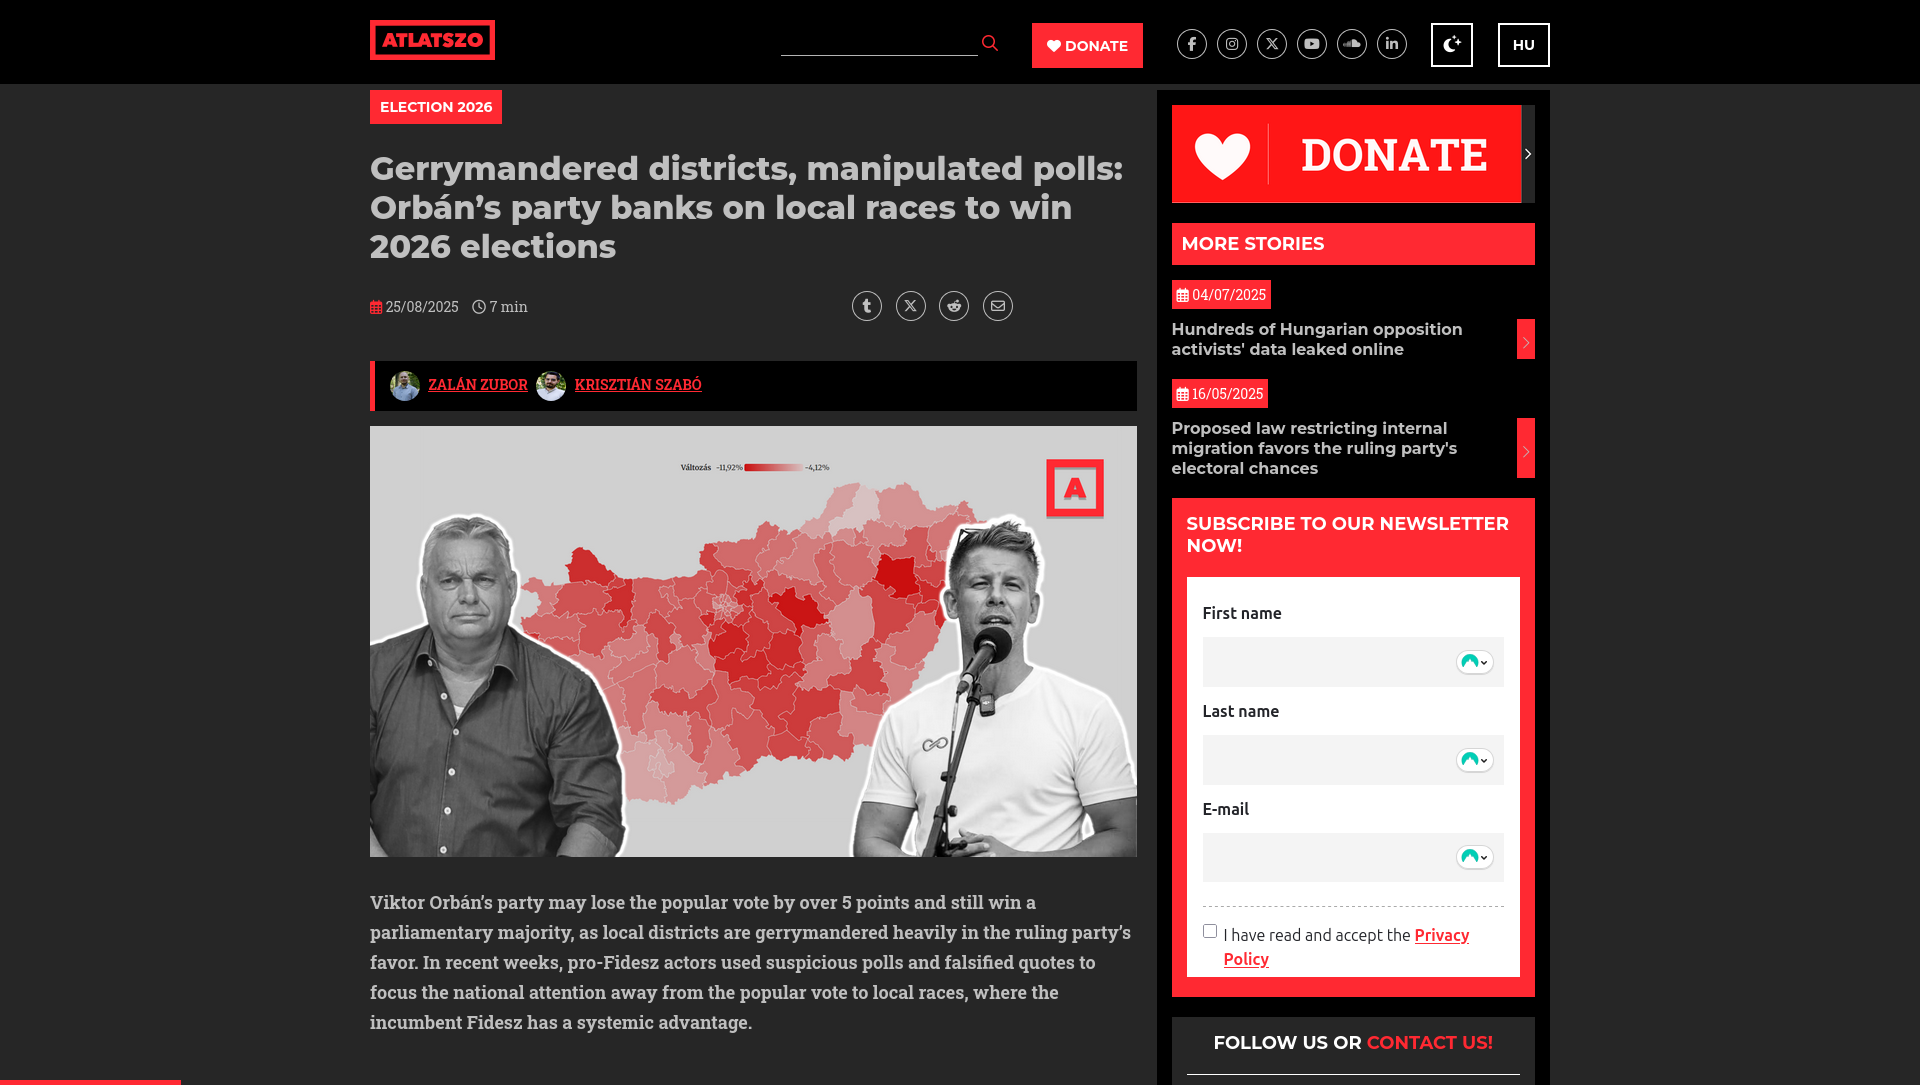 ATLATSZO
DONATE
HU
ELECTION 2026
Gerrymandered districts, manipulated polls:
Orbán’s party banks on local races to win
2026 elections
25/08/2025 7 min
ZALÁN ZUBOR KRISZTIÁN SZABÓ
Változás -11,92% -4,12%
A
Viktor Orbán’s party may lose the popular vote by over 5 points and still win a
parliamentary majority, as local districts are gerrymandered heavily in the ruling party’s
favor. In recent weeks, pro-Fidesz actors used suspicious polls and falsified quotes to
focus the national attention away from the popular vote to local races, where the
incumbent Fidesz has a systemic advantage.
DONATE
MORE STORIES
04/07/2025
Hundreds of Hungarian opposition
activists' data leaked online
16/05/2025
Proposed law restricting internal
migration favors the ruling party's
electoral chances
SUBSCRIBE TO OUR NEWSLETTER
NOW!
First name
Last name
E-mail
I have read and accept the Privacy
Policy
FOLLOW US OR CONTACT US!